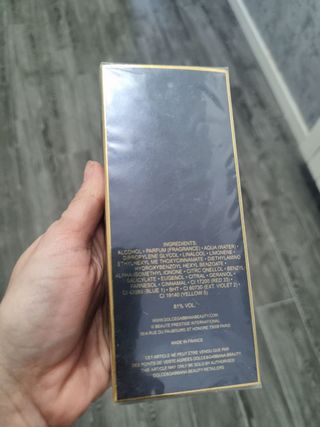 INGREDIENTS:
ALCOHOL • PARFUM (FRAGRANCE) • AQUA (WATER) •
DIPROPYLENE GLYCOL • LINALOOL • LIMONENE •
ETHYLHEXYL METHOXYCINNAMATE • DIETHYLAMINO
HYDROXYBENZOYL HEXYL BENZOATE •
ALPHA-ISOMETHYL IONONE • CITRONELLOL • BENZYL
SALICYLATE • EUGENOL • CITRAL • GERANIOL •
FARNESOL • CINNAMAL • CI 17200 (RED 33) •
CI 42090 (BLUE 1) • BHT • CI 60730 (EXT. VIOLET 2) •
CI 19140 (YELLOW 5)
81% VOL.
WWW.DOLCEGABBANABEAUTY.COM
© BEAUTE PRESTIGE INTERNATIONAL
RUE DU FAUBOURG ST HONORE 75008 PARIS
MADE IN FRANCE
CET ARTICLE NE PEUT ÊTRE VENDU QUE PAR
DES POINTS DE VENTE AGRÉÉS DOLCE&GABBANA BEAUTY
THIS ARTICLE MAY ONLY BE SOLD BY AUTHORISED
DOLCE&GABBANA BEAUTY RETAILERS